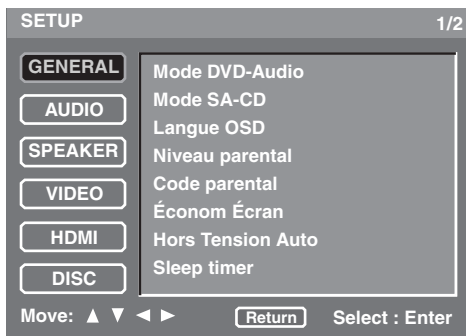 SETUP 1/2
GENERAL
AUDIO
SPEAKER
VIDEO
HDMI
DISC
Mode DVD-Audio
Mode SA-CD
Langue OSD
Niveau parental
Code parental
Économ Écran
Hors Tension Auto
Sleep timer
Move: ▲ ▼ ◄ ► Return Select : Enter